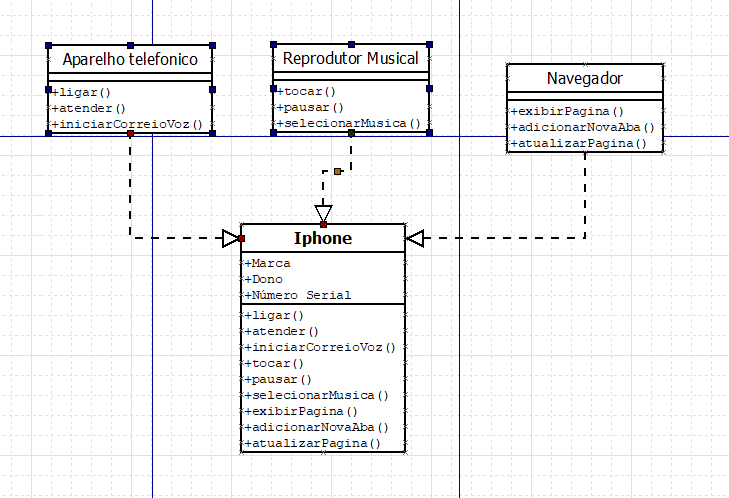 Aparelho telefonico
+ligar()
+atender()
+iniciarCorreioVoz()
Reprodutor Musical
+tocar()
+pausar()
+selecionarMusica()
Navegador
+exibirPagina()
+adicionarNovaAba()
+atualizarPagina()
Iphone
+Marca
+Dono
+Número Serial
+ligar()
+atender()
+iniciarCorreioVoz()
+tocar()
+pausar()
+selecionarMusica()
+exibirPagina()
+adicionarNovaAba()
+atualizarPagina()